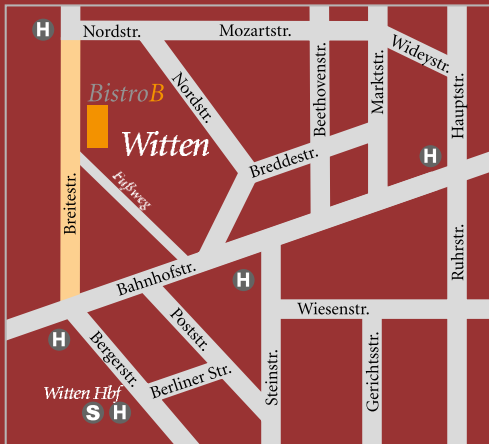 H
Nordstr.
Mozartstr.
Wideystr.
BistroB
Nordstr.
Beethovenstr.
Marktstr.
Hauptstr.
Witten
Breddestr.
H
Fußweg
Breitestr.
Ruhrstr.
Bahnhofstr.
H
Wiesenstr.
H
Bergerstr.
Poststr.
Berliner Str.
Steinstr.
Gerichtsstr.
Witten Hbf
S H